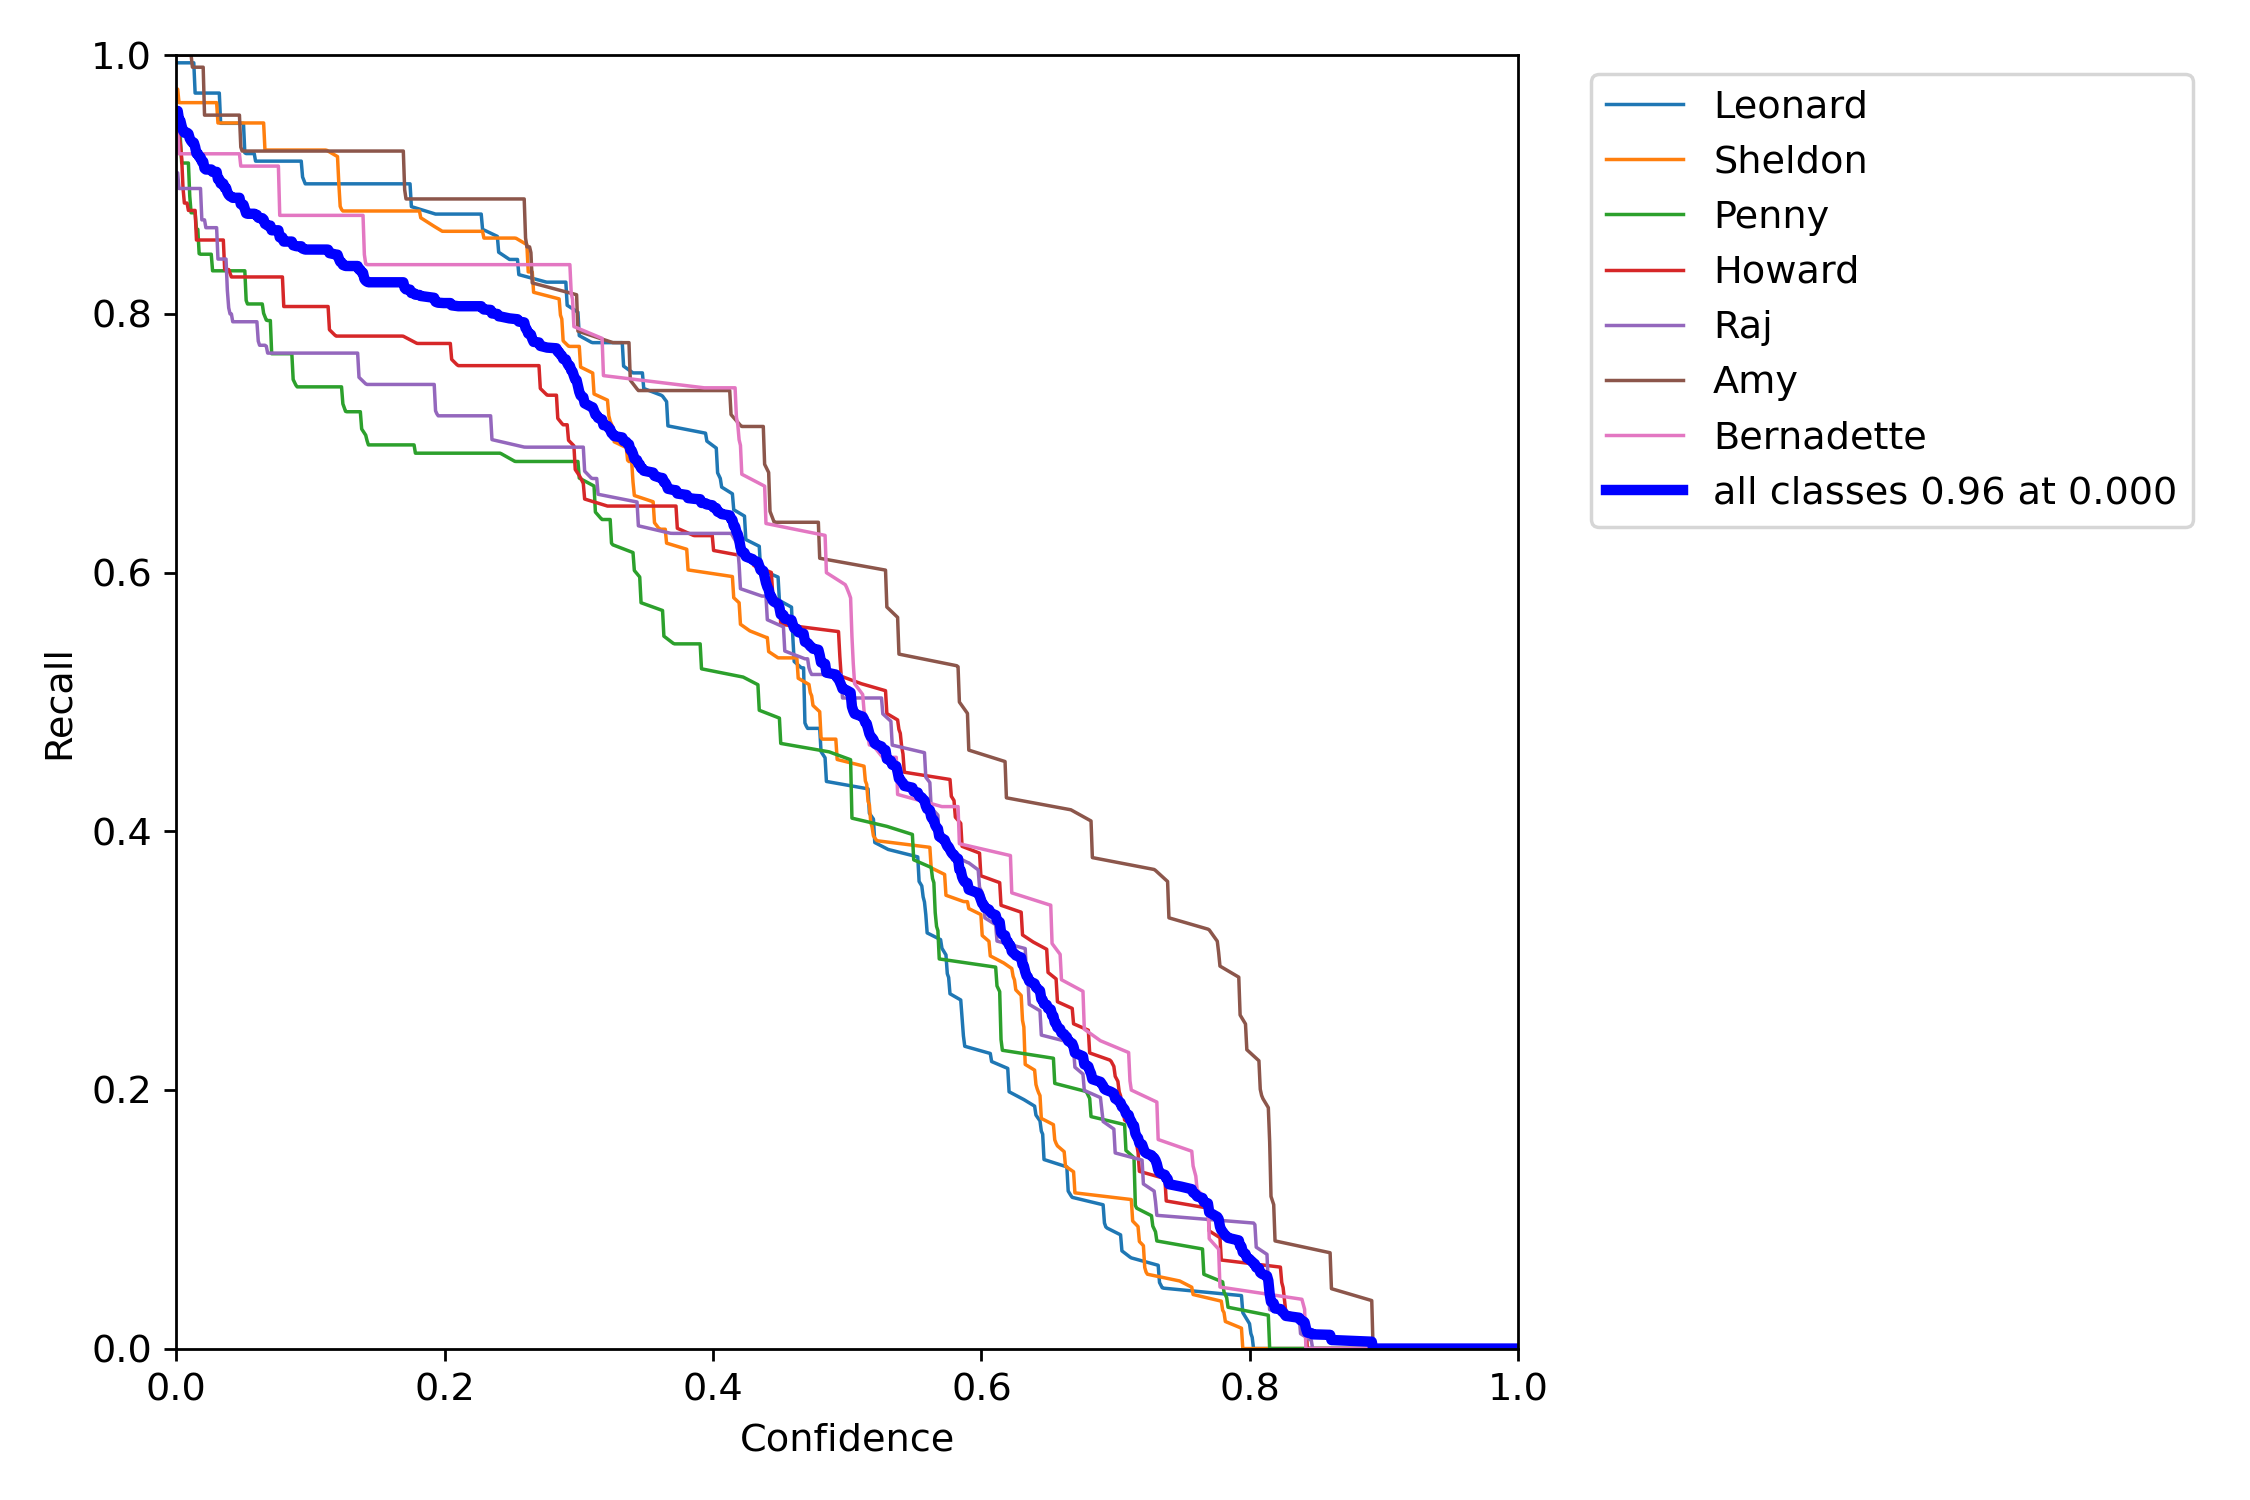 1.0
0.8
0.6
0.4
0.2
0.0
Recall
0.0 0.2 0.4 0.6 0.8 1.0
Confidence
Leonard
Sheldon
Penny
Howard
Raj
Amy
Bernadette
all classes 0.96 at 0.000